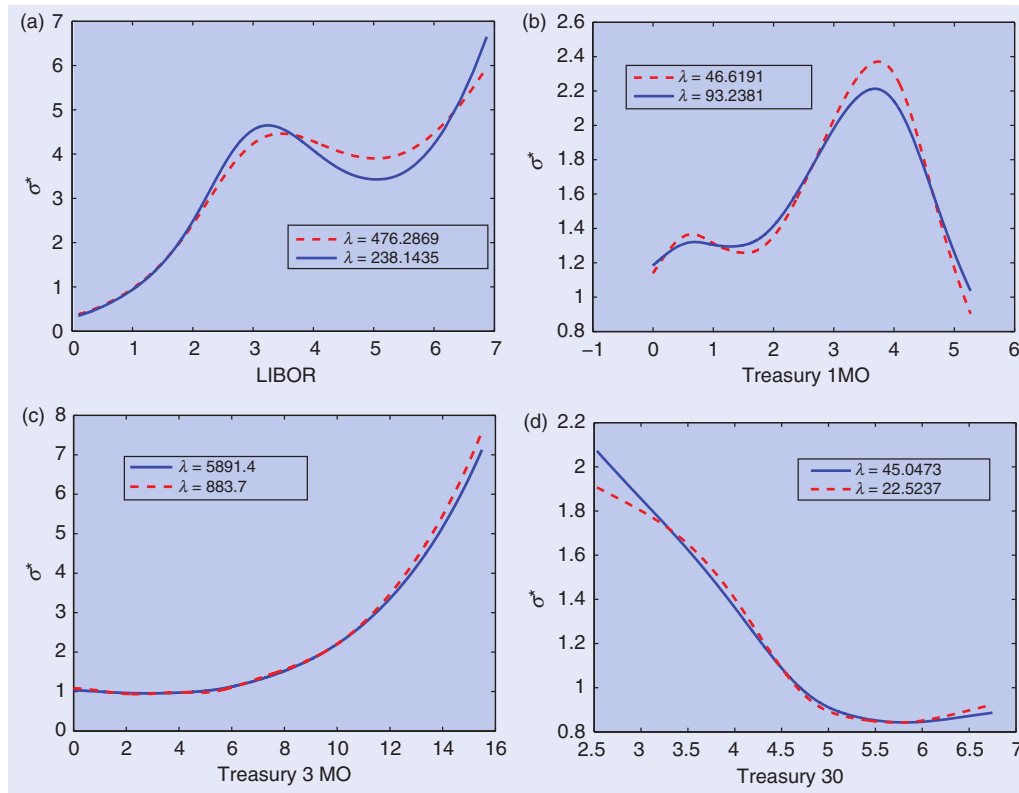 (a)
7
6
5
4
3
2
1
0
σ*
λ = 476.2869
λ = 238.1435
0 1 2 3 4 5 6 7
LIBOR
(b)
2.6
2.4
2.2
2
1.8
1.6
1.4
1.2
1
0.8
λ = 46.6191
λ = 93.2381
−1 0 1 2 3 4 5 6
Treasury 1MO
(c)
8
7
6
5
4
3
2
1
0
σ*
λ = 5891.4
λ = 883.7
0 2 4 6 8 10 12 14 16
Treasury 3 MO
(d)
2.2
2
1.8
1.6
1.4
1.2
1
0.8
σ*
λ = 45.0473
λ = 22.5237
2.5 3 3.5 4 4.5 5 5.5 6 6.5 7
Treasury 30
σ*